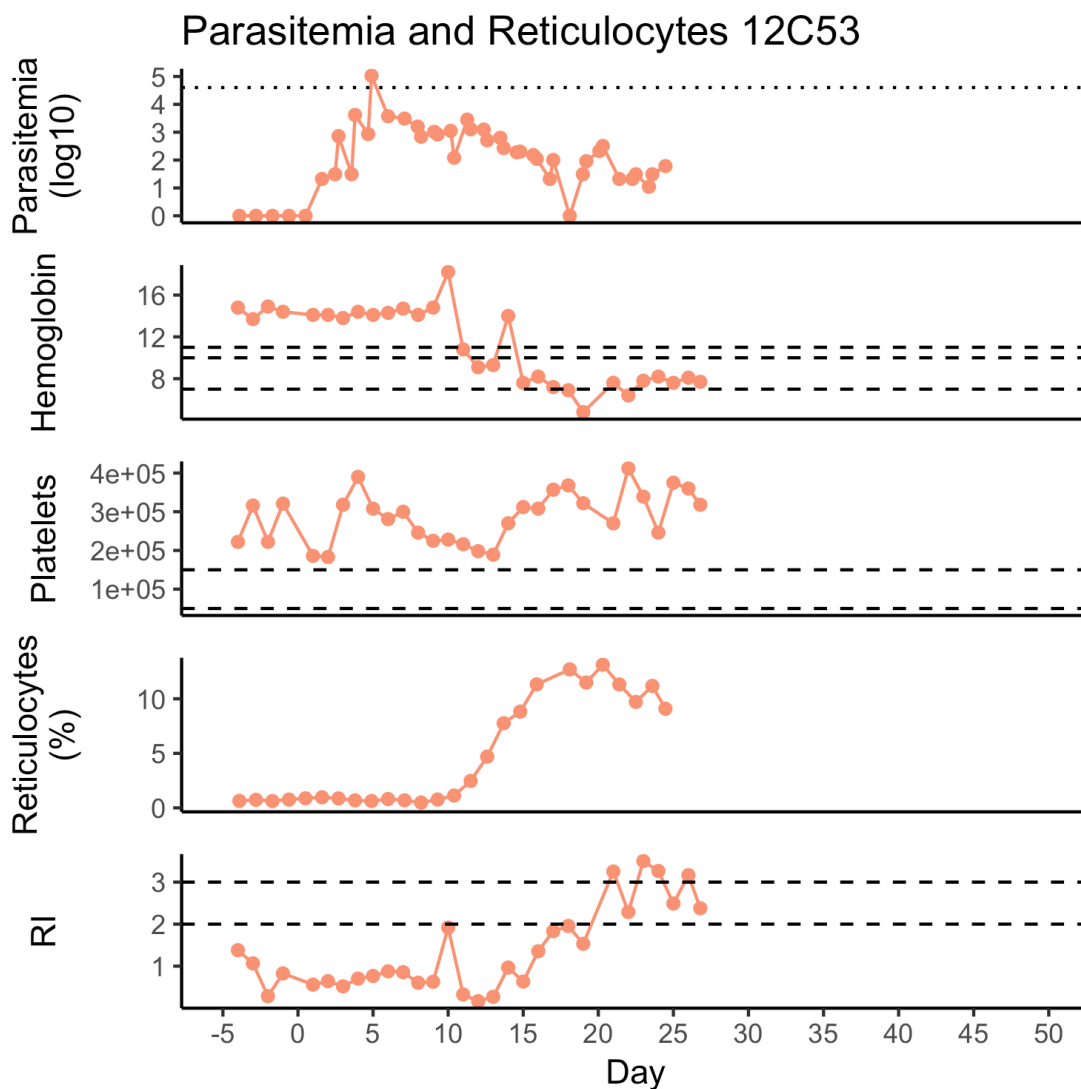 Parasitemia and Reticulocytes 12C53
Parasitemia
(log10)
5
4
3
2
1
0
Hemoglobin
16
12
8
Platelets
4e+05
3e+05
2e+05
1e+05
Reticulocytes
(%)
10
5
0
RI
3
2
1
-5 0 5 10 15 20 25 30 35 40 45 50
Day